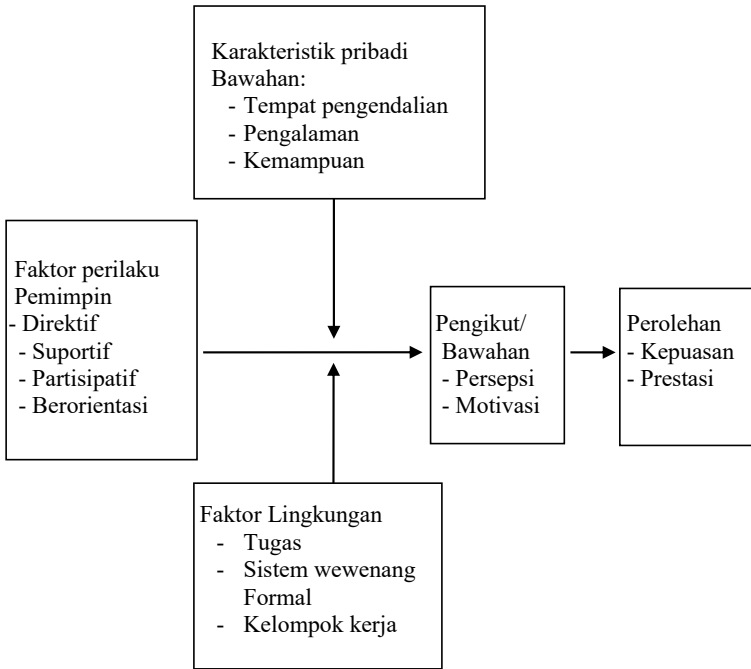 Karakteristik pribadi
Bawahan:
- Tempat pengendalian
- Pengalaman
- Kemampuan
Faktor perilaku
Pemimpin
- Direktif
- Suportif
- Partisipatif
- Berorientasi
Pengikut/
Bawahan
- Persepsi
- Motivasi
Perolehan
- Kepuasan
- Prestasi
Faktor Lingkungan
- Tugas
- Sistem wewenang
Formal
- Kelompok kerja